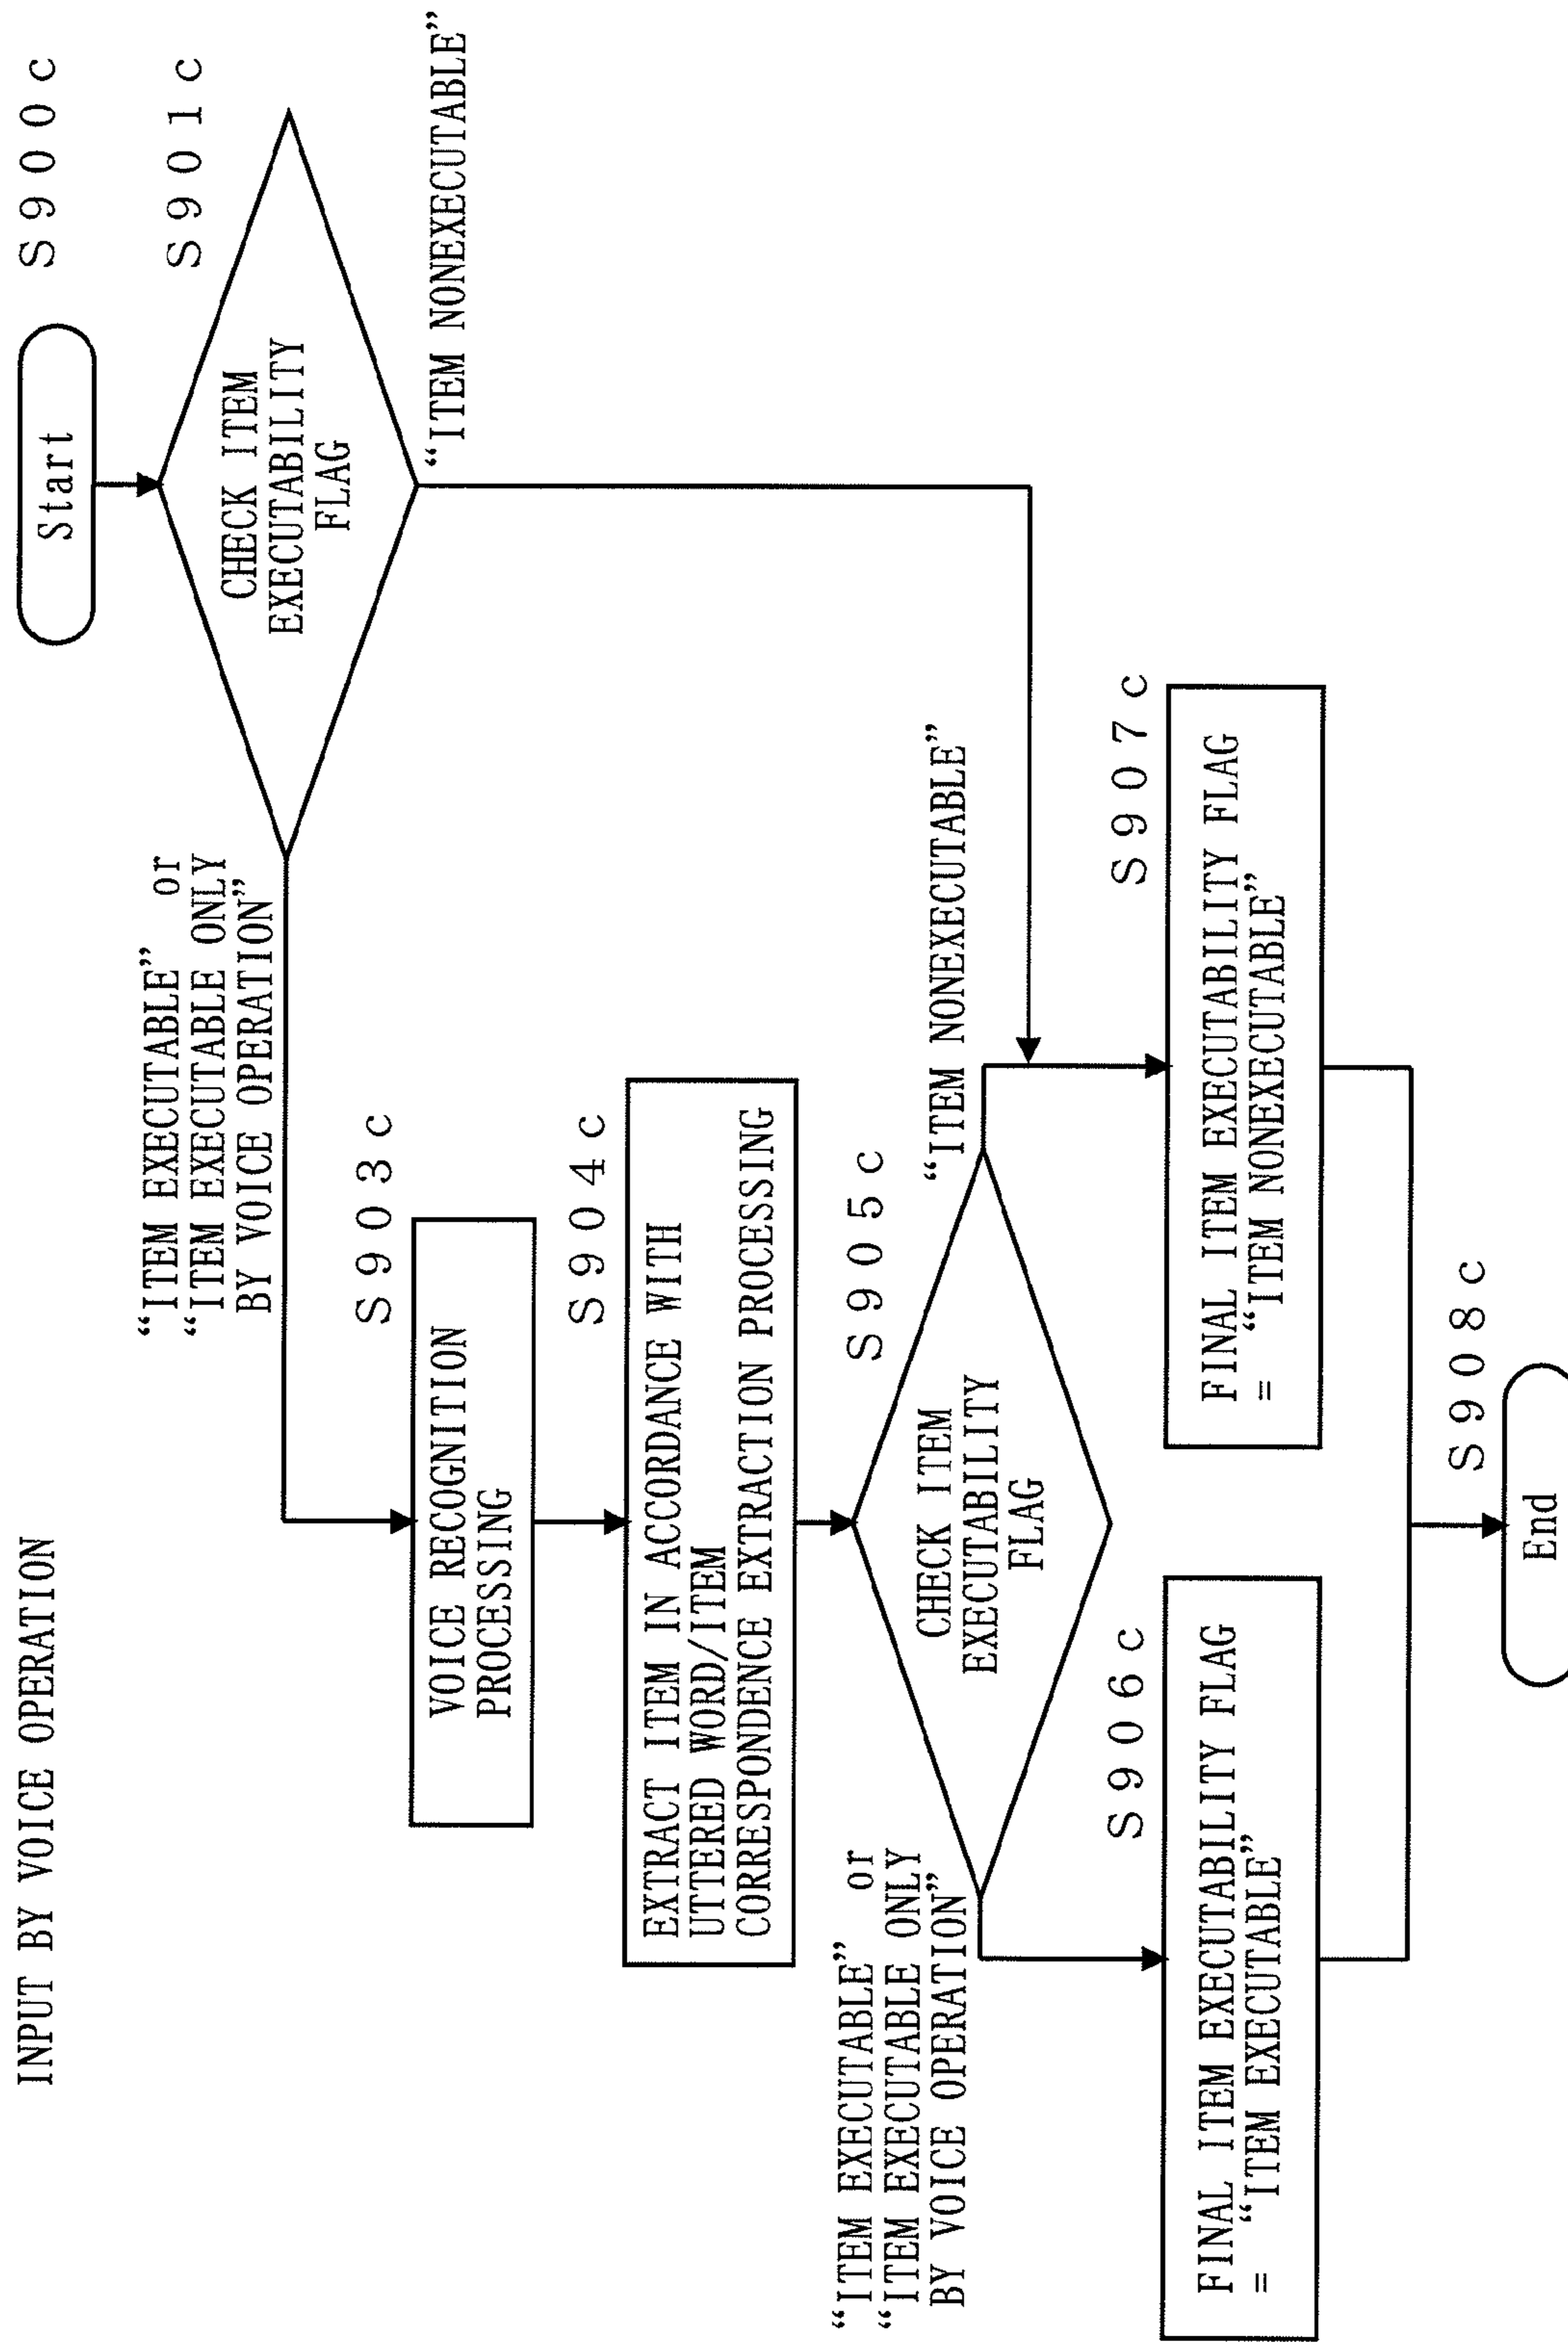 INPUT BY VOICE OPERATION
Start
S900c
S901c
CHECK ITEM
EXECUTABILITY
FLAG
“ITEM EXECUTABLE” or
“ITEM EXECUTABLE ONLY
BY VOICE OPERATION”
“ITEM NONEXECUTABLE”
S903c
VOICE RECOGNITION
PROCESSING
S904c
EXTRACT ITEM IN ACCORDANCE WITH
UTTERED WORD/ITEM
CORRESPONDENCE EXTRACTION PROCESSING
S905c
CHECK ITEM
EXECUTABILITY
FLAG
“ITEM EXECUTABLE” or
“ITEM EXECUTABLE ONLY
BY VOICE OPERATION”
“ITEM NONEXECUTABLE”
S906c
FINAL ITEM EXECUTABILITY FLAG
= “ITEM EXECUTABLE”
S907c
FINAL ITEM EXECUTABILITY FLAG
= “ITEM NONEXECUTABLE”
S908c
End